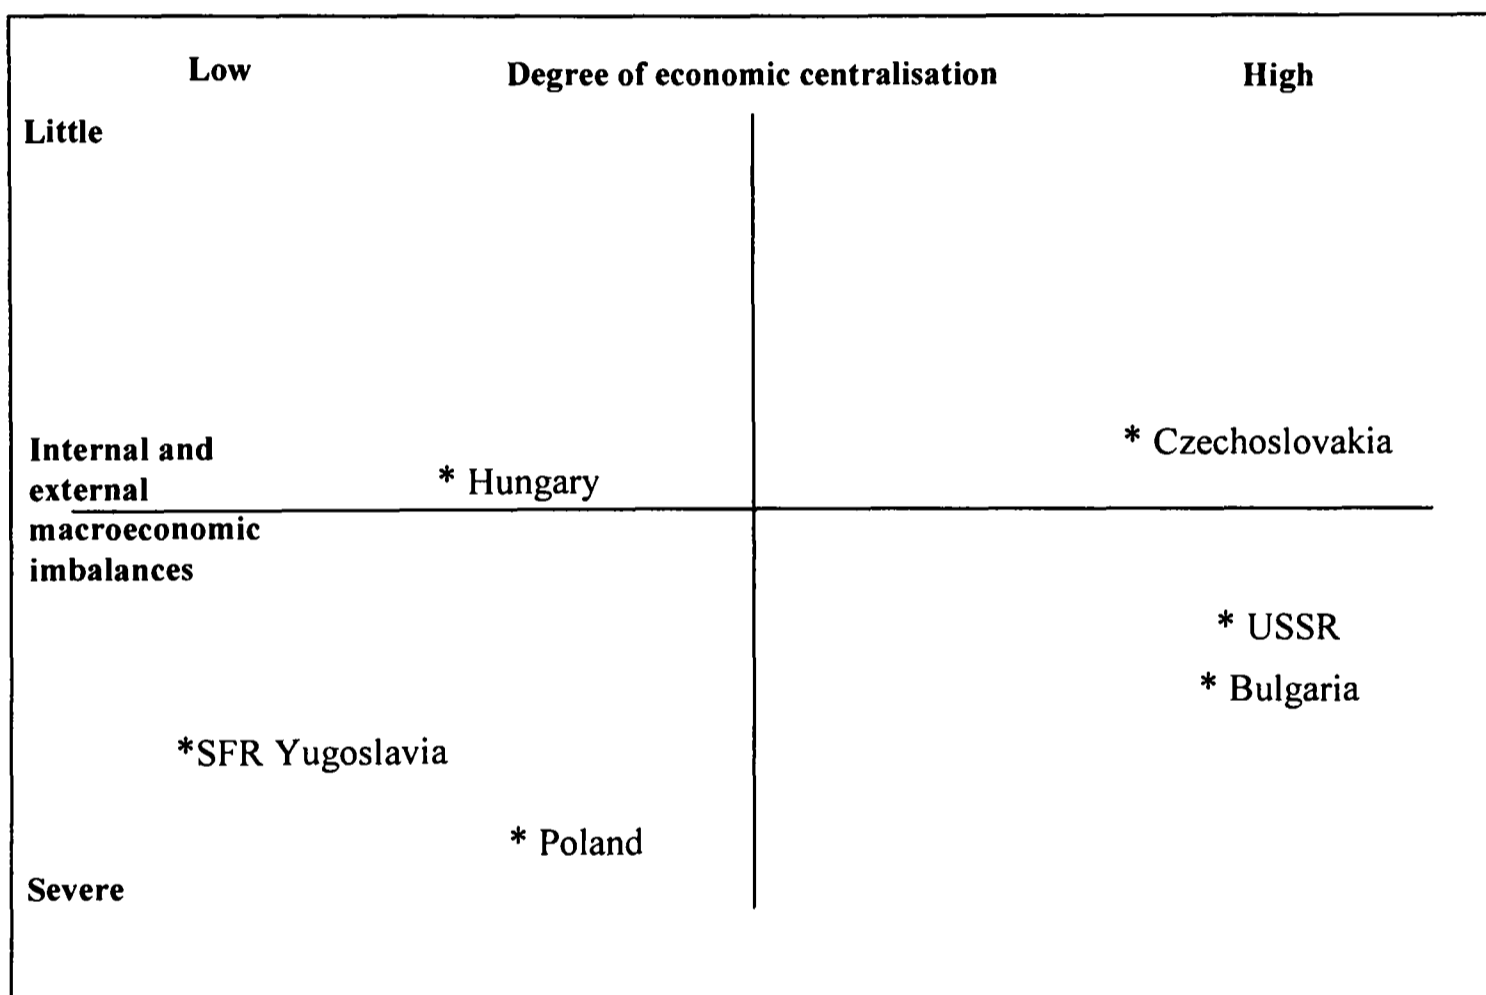 Low Degree of economic centralisation High
Little
* Czechoslovakia
Internal and
* Hungary
external
macroeconomic
imbalances
* USSR
* Bulgaria
*SFR Yugoslavia
* Poland
Severe